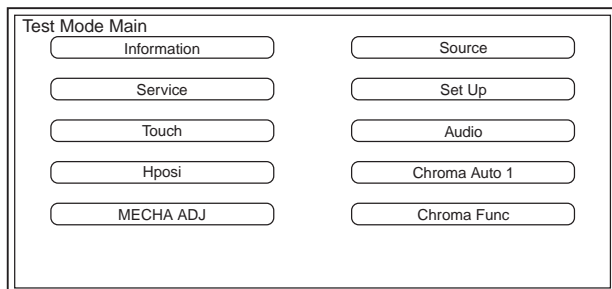 Test Mode Main
Information
Source
Service
Set Up
Touch
Audio
Hposi
Chroma Auto 1
MECHA ADJ
Chroma Func